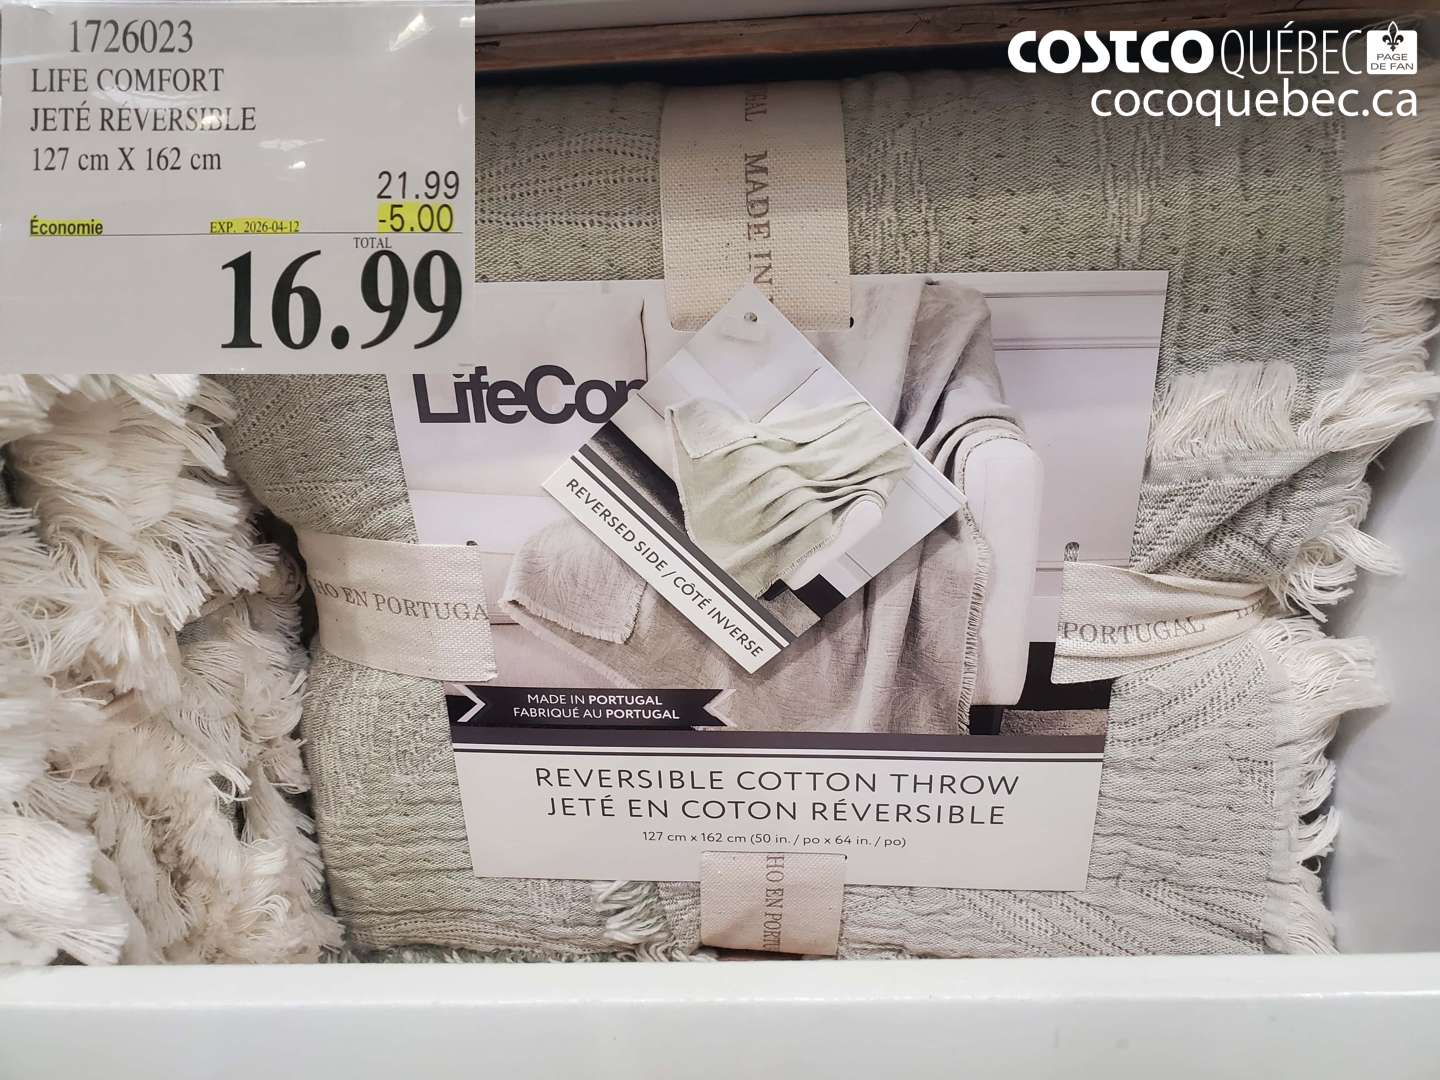 1726023
LIFE COMFORT
JETÉ RÉVERSIBLE
127 cm X 162 cm
21.99
Économie EXP. 2026-04-12 -5.00
TOTAL
16.99
COSTCO QUÉBEC
PAGE
DE FAN
cocoquebec.ca
MADE IN
LifeCo
REVERSED SIDE / CÔTÉ INVERSE
HO EN PORTUGA
PORTUGAL
MADE IN PORTUGAL
FABRIQUÉ AU PORTUGAL
REVERSIBLE COTTON THROW
JETÉ EN COTON RÉVERSIBLE
127 cm x 162 cm (50 in. / po x 64 in. / po)
HO EN PORTU